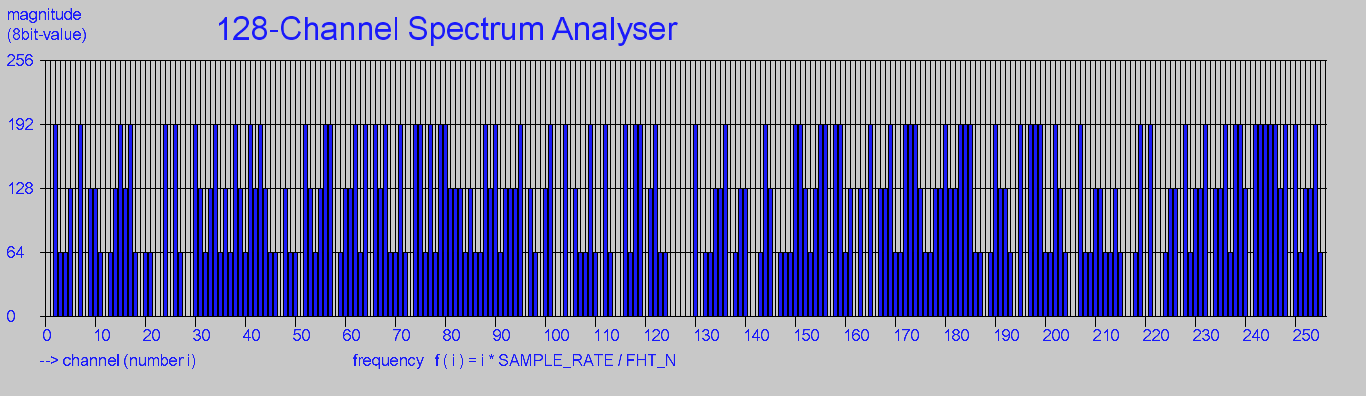 magnitude
(8bit-value)
128-Channel Spectrum Analyser
256
192
128
64
0
0 10 20 30 40 50 60 70 80 90 100 110 120 130 140 150 160 170 180 190 200 210 220 230 240 250
--> channel (number i) frequency f ( i ) = i * SAMPLE_RATE / FHT_N